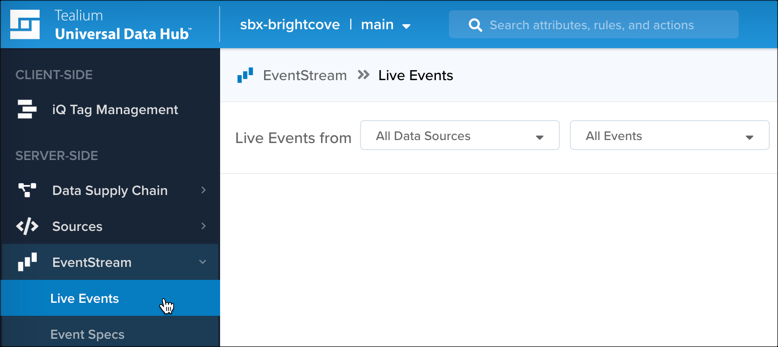 Tealium
Universal Data Hub™
sbx-brightcove | main
Search attributes, rules, and actions
CLIENT-SIDE
iQ Tag Management
SERVER-SIDE
Data Supply Chain
Sources
EventStream
Live Events
Event Specs
EventStream >> Live Events
Live Events from
All Data Sources
All Events